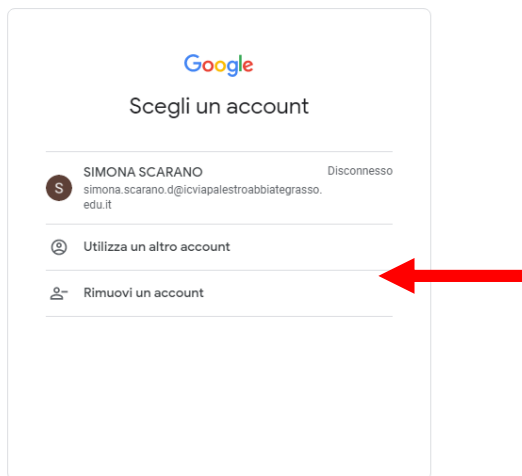 Google
Scegli un account
SIMONA SCARANO
Disconnesso
S
simona.scarano.d@icviapalestroabbiategrasso.
edu.it
Utilizza un altro account
Rimuovi un account